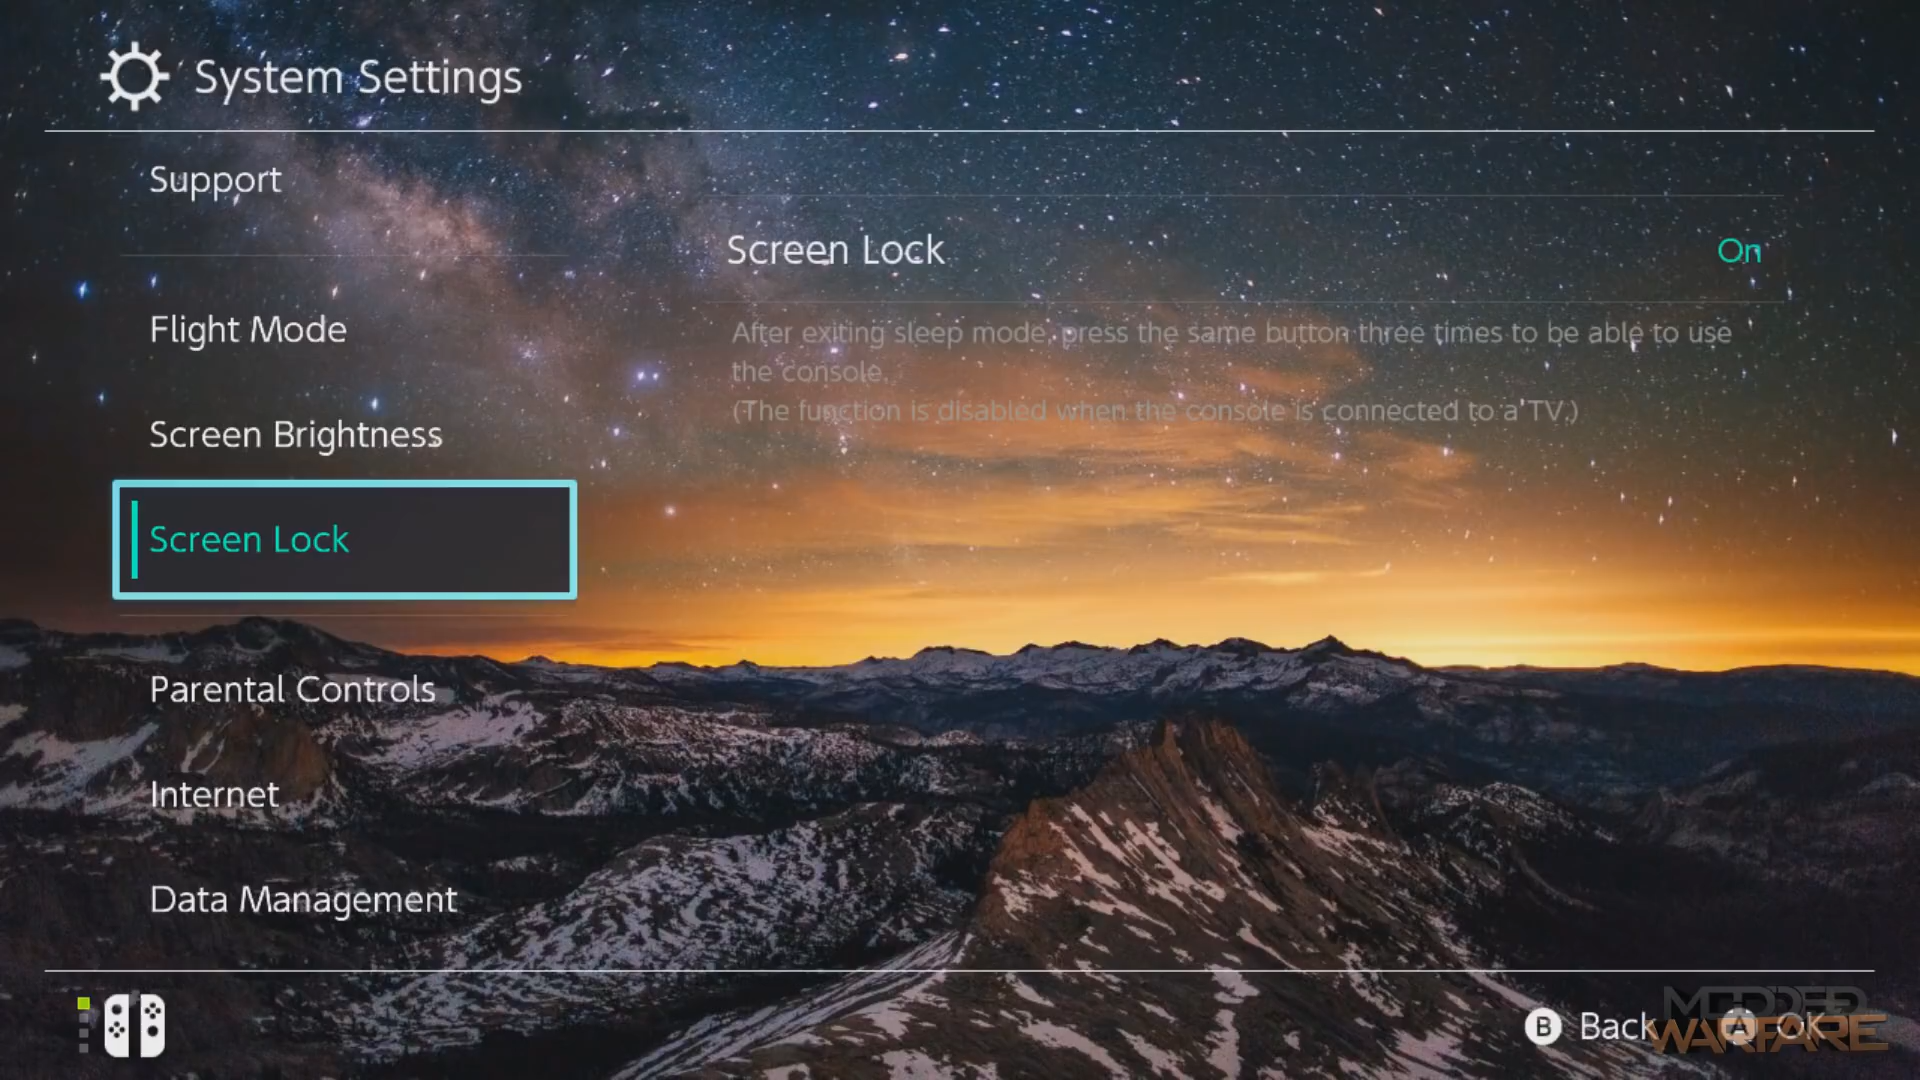 System Settings
Support
Flight Mode
Screen Brightness
Screen Lock
Parental Controls
Internet
Data Management
Screen Lock On
After exiting sleep mode, press the same button three times to be able to use
the console.
(The function is disabled when the console is connected to a TV.)
B Back A OK
MODDED
WARFARE